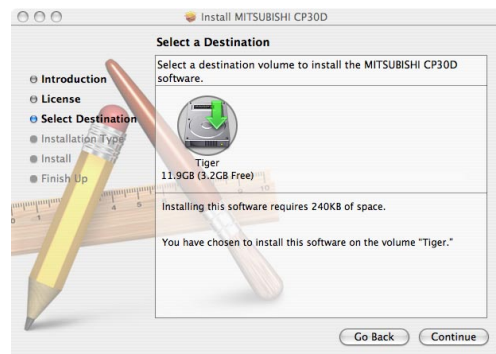 Install MITSUBISHI CP30D
Select a Destination
Introduction
License
Select Destination
Installation Type
Install
Finish Up
Select a destination volume to install the MITSUBISHI CP30D
software.
Tiger
11.9GB (3.2GB Free)
Installing this software requires 240KB of space.
You have chosen to install this software on the volume "Tiger."
Go Back
Continue